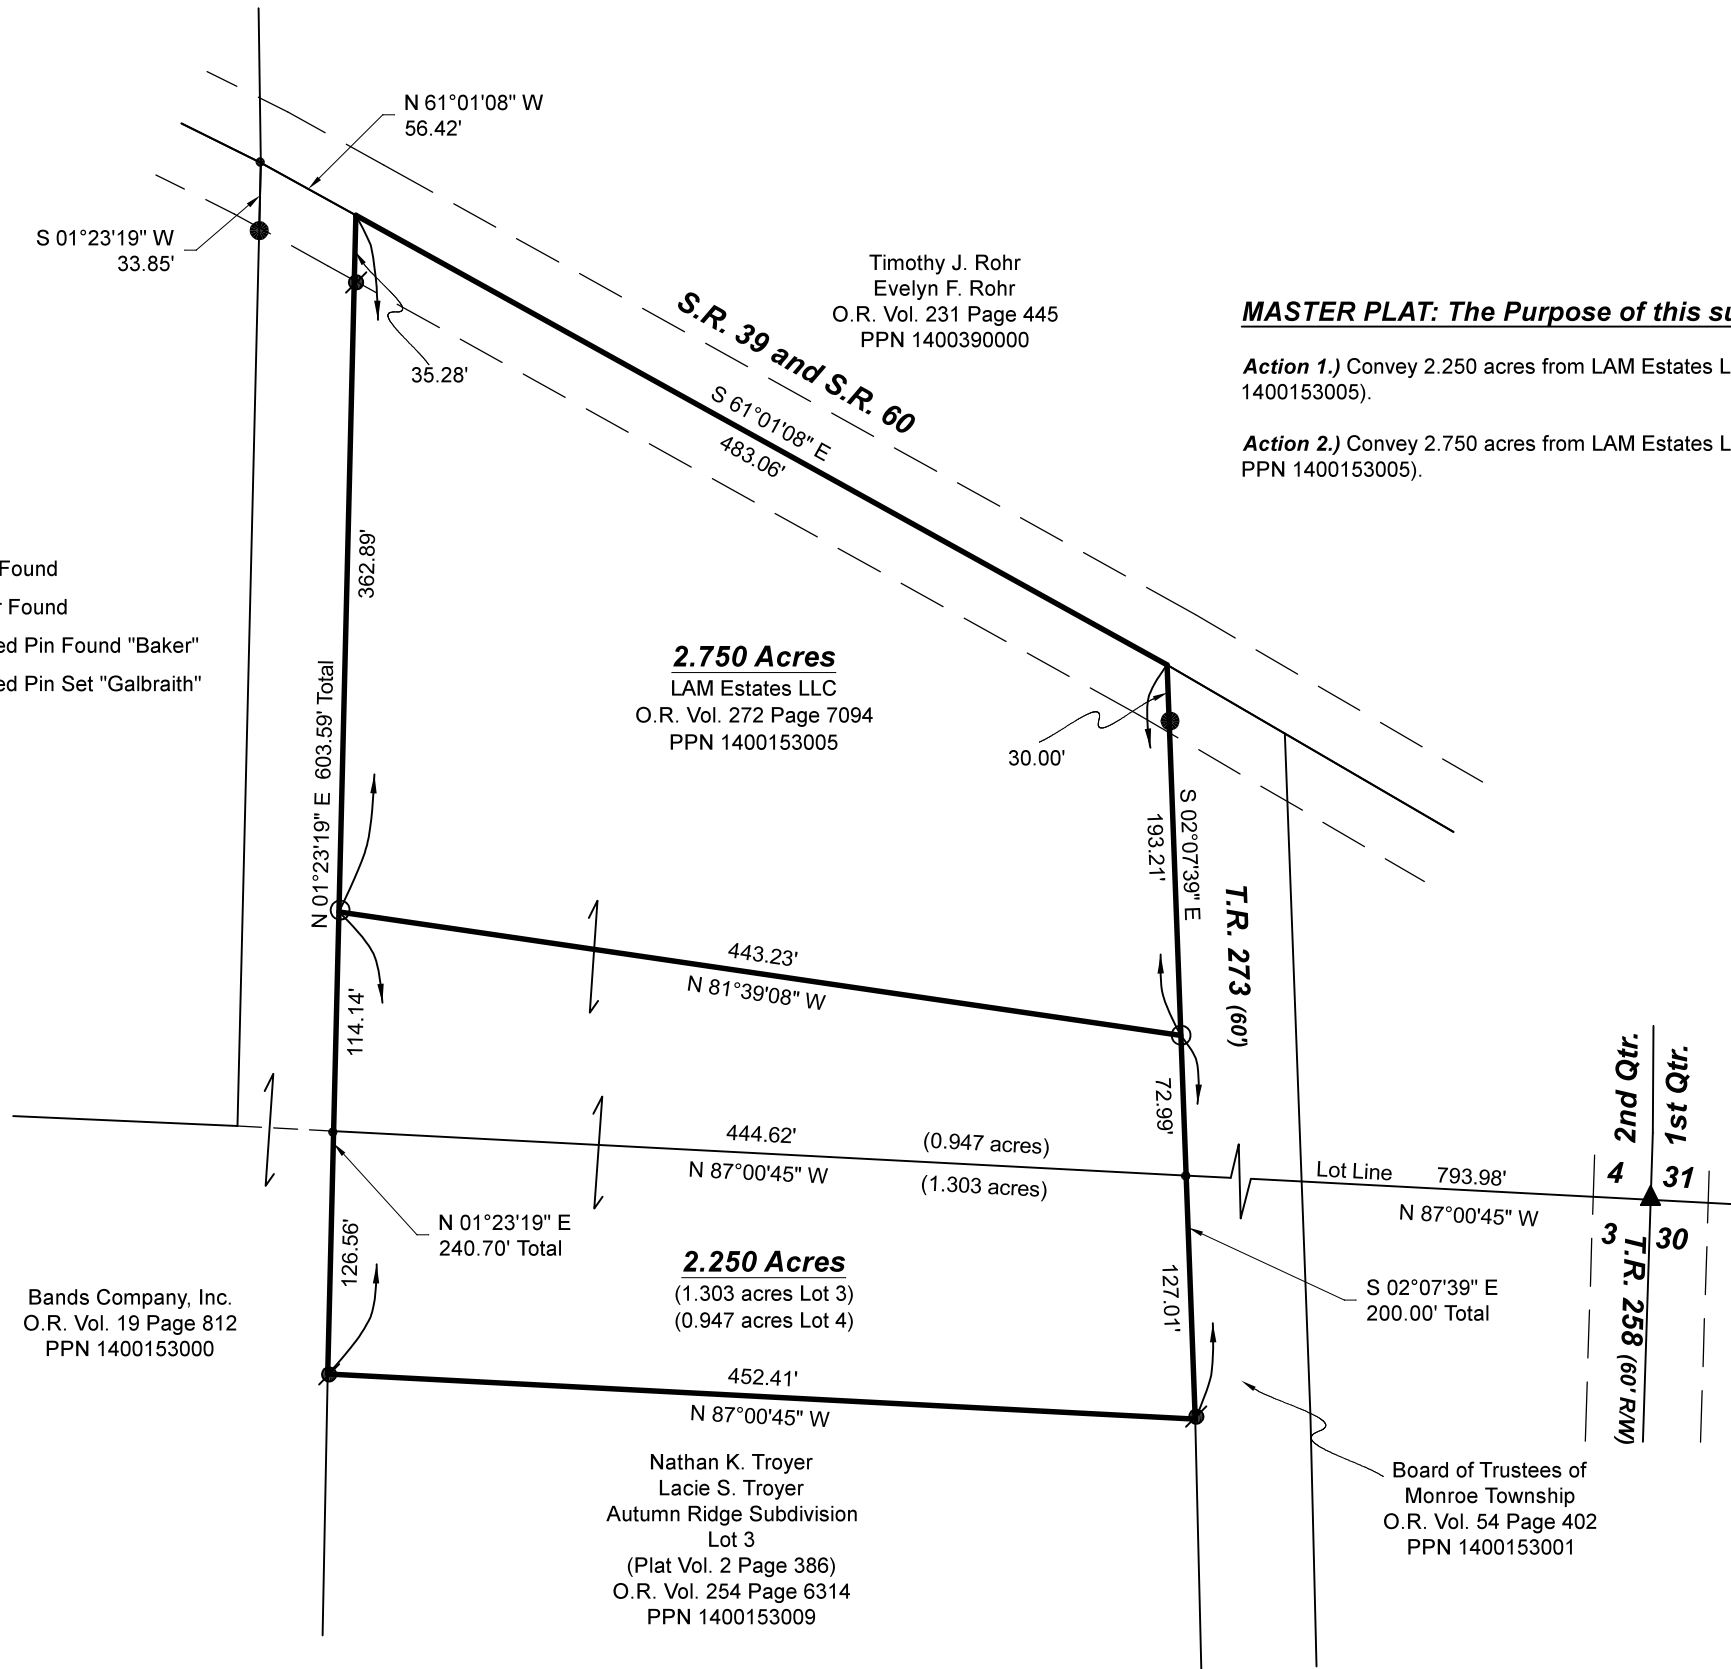 N 61°01'08" W
56.42'
S 01°23'19" W
33.85'
Timothy J. Rohr
Evelyn F. Rohr
O.R. Vol. 231 Page 445
PPN 1400390000
S.R. 39 and S.R. 60
S 61°01'08" E
483.06'
35.28'
MASTER PLAT: The Purpose of this su
Action 1.) Convey 2.250 acres from LAM Estates L
1400153005).
Action 2.) Convey 2.750 acres from LAM Estates L
PPN 1400153005).
Found
r Found
ed Pin Found "Baker"
ed Pin Set "Galbraith"
362.89'
N 01°23'19" E 603.59' Total
2.750 Acres
LAM Estates LLC
O.R. Vol. 272 Page 7094
PPN 1400153005
30.00'
S 02°07'39" E
193.21'
T.R. 273 (60')
443.23'
N 81°39'08" W
114.14'
72.99'
444.62'
(0.947 acres)
N 87°00'45" W
(1.303 acres)
Lot Line 793.98'
N 87°00'45" W
2nd Qtr.
1st Qtr.
4 31
3 30
T.R. 258 (60' R/W)
N 01°23'19" E
240.70' Total
126.56'
2.250 Acres
(1.303 acres Lot 3)
(0.947 acres Lot 4)
127.01'
S 02°07'39" E
200.00' Total
Bands Company, Inc.
O.R. Vol. 19 Page 812
PPN 1400153000
452.41'
N 87°00'45" W
Nathan K. Troyer
Lacie S. Troyer
Autumn Ridge Subdivision
Lot 3
(Plat Vol. 2 Page 386)
O.R. Vol. 254 Page 6314
PPN 1400153009
Board of Trustees of
Monroe Township
O.R. Vol. 54 Page 402
PPN 1400153001